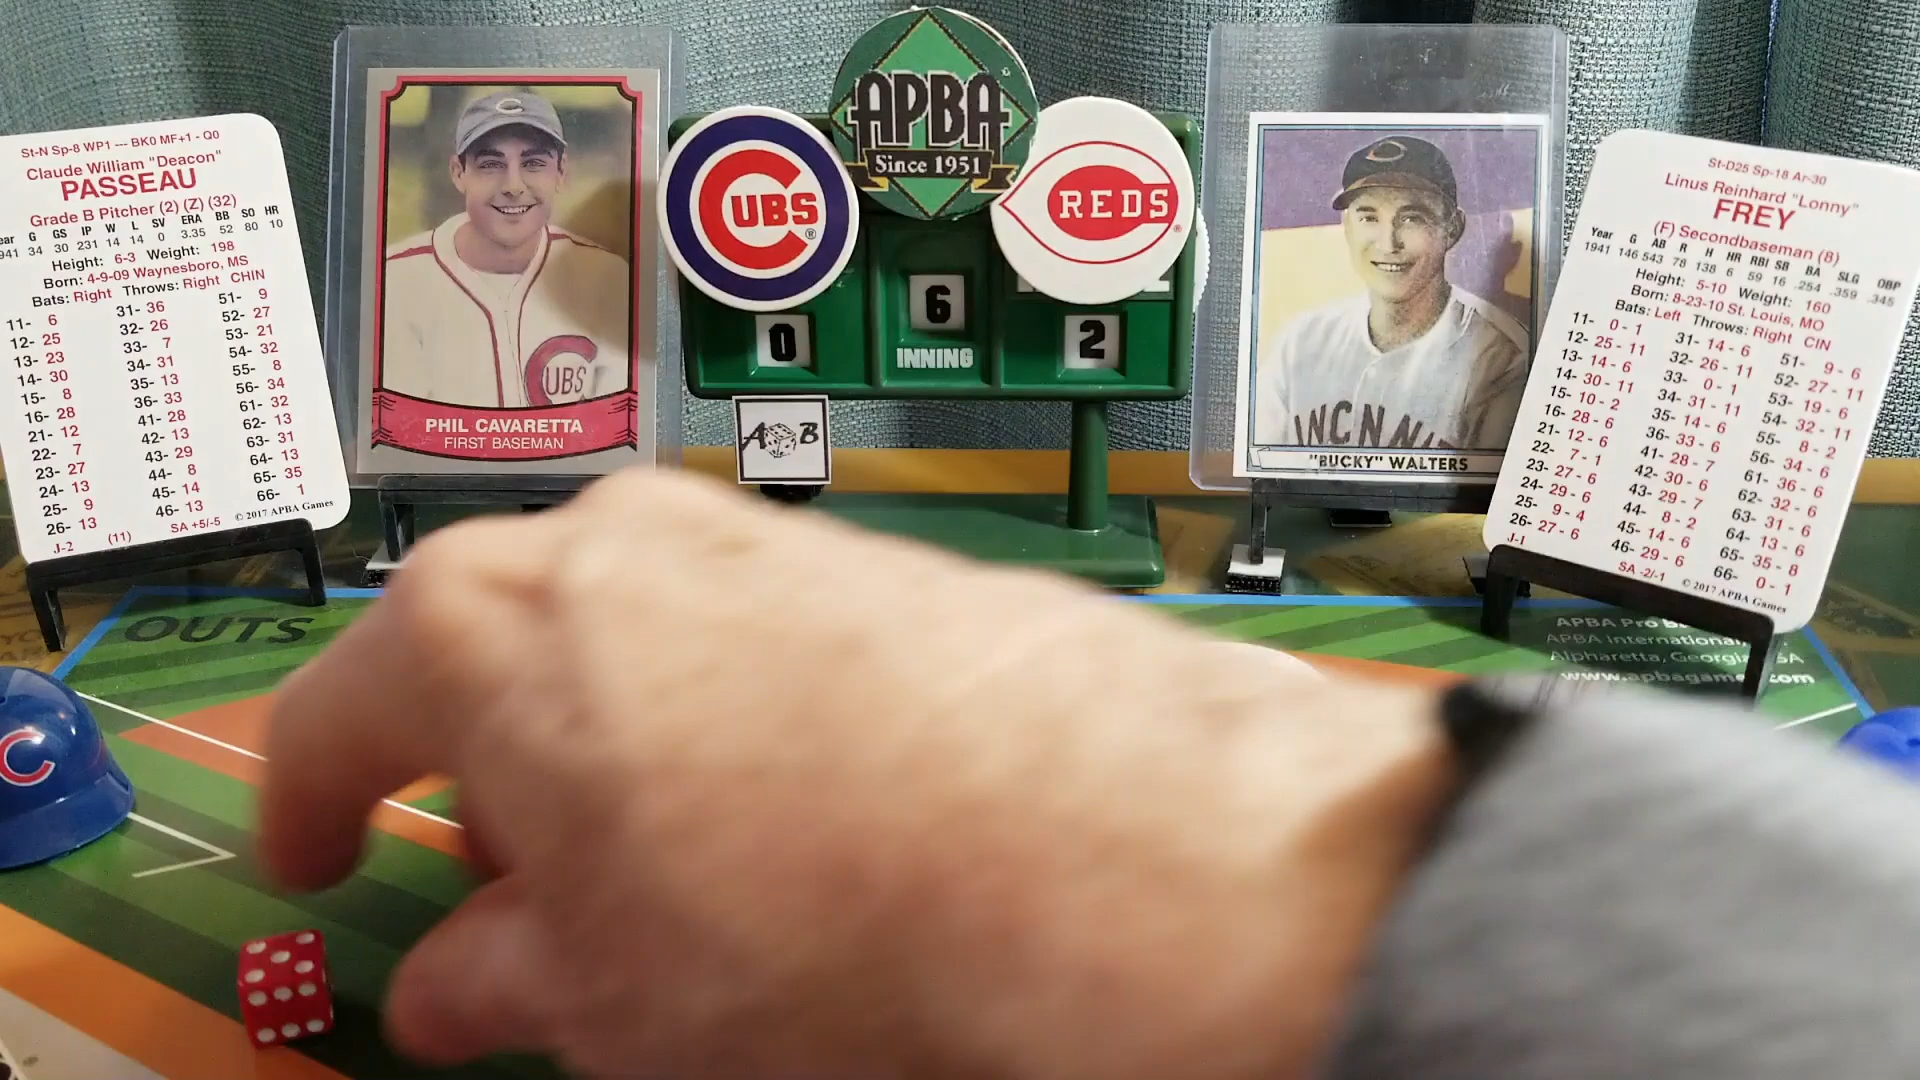 St-N Sp-8 WP1 --- BK0 MF+1 - Q0
Claude William "Deacon"
PASSEAU
Grade B Pitcher (2) (Z) (32)
G GS IP W L SV ERA BB SO HR
34 30 231 14 14 0 3.35 52 80 10
Height: 6-3 Weight: 198
Born: 4-9-09 Waynesboro, MS
Bats: Right Throws: Right CHIN
11- 6 31- 36 51- 9
12- 25 32- 26 52- 27
13- 23 33- 7 53- 21
14- 30 34- 31 54- 32
15- 8 35- 13 55- 8
16- 28 36- 33 56- 34
21- 12 41- 28 61- 32
22- 7 42- 13 62- 13
23- 27 43- 29 63- 31
24- 13 44- 8 64- 13
25- 9 45- 14 65- 35
26- 13 46- 13 66- 1
J-2 (11) SA +5/-5 © 2017 APBA Games
C
CUBS
PHIL CAVARETTA
FIRST BASEMAN
APBA
Since 1951
CUBS®
REDS
0
6
INNING
2
A B
C
INCNNATI
"BUCKY" WALTERS
St-D25 Sp-18 Ar-30
Linus Reinhard "Lonny"
FREY
(F) Secondbaseman (8)
Year G AB R H HR RBI SB BA SLG OBP
1941 146 543 78 138 6 59 16 .254 .359 .345
Height: 5-10 Weight: 160
Born: 8-23-10 St. Louis, MO
Bats: Left Throws: Right CIN
11- 0 - 1 31- 14 - 6 51- 9 - 6
12- 25 - 11 32- 26 - 11 52- 27 - 11
13- 14 - 6 33- 0 - 1 53- 19 - 6
14- 30 - 11 34- 31 - 11 54- 32 - 11
15- 10 - 2 35- 14 - 6 55- 8 - 2
16- 28 - 6 36- 33 - 6 56- 34 - 6
21- 12 - 6 41- 28 - 7 61- 36 - 6
22- 7 - 1 42- 30 - 6 62- 32 - 6
23- 27 - 6 43- 29 - 7 63- 31 - 6
24- 29 - 6 44- 8 - 2 64- 13 - 6
25- 9 - 4 45- 14 - 6 65- 35 - 8
26- 27 - 6 46- 29 - 6 66- 0 - 1
J-1 SA -2/-1 © 2017 APBA Games
OUTS
APBA Pro
APBA International
Alpharetta, Georgia
www.apbagame
C